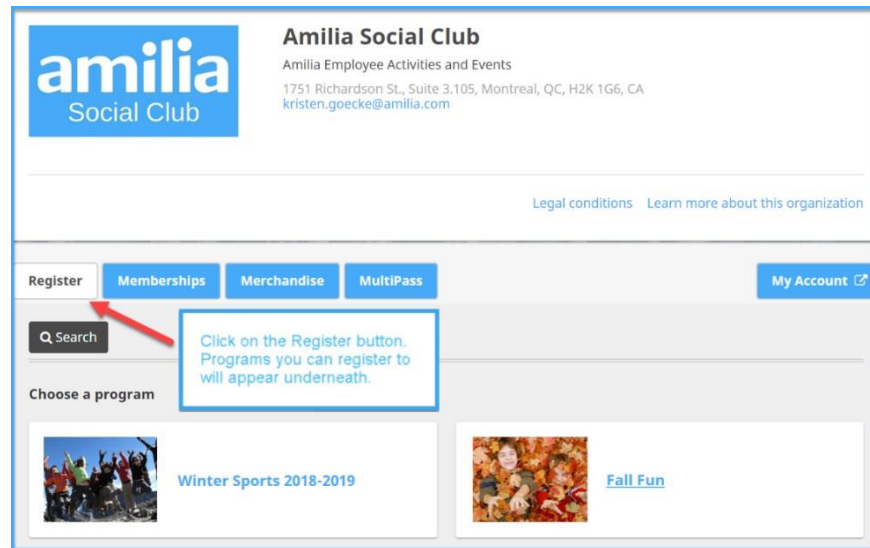 amilia
Social Club
Amilia Social Club
Amilia Employee Activities and Events
1751 Richardson St., Suite 3.105, Montreal, QC, H2K 1G6, CA
kristen.goecke@amilia.com
Legal conditions Learn more about this organization
Register Memberships Merchandise MultiPass My Account
Search
Click on the Register button.
Programs you can register to
will appear underneath.
Choose a program
Winter Sports 2018-2019 Fall Fun